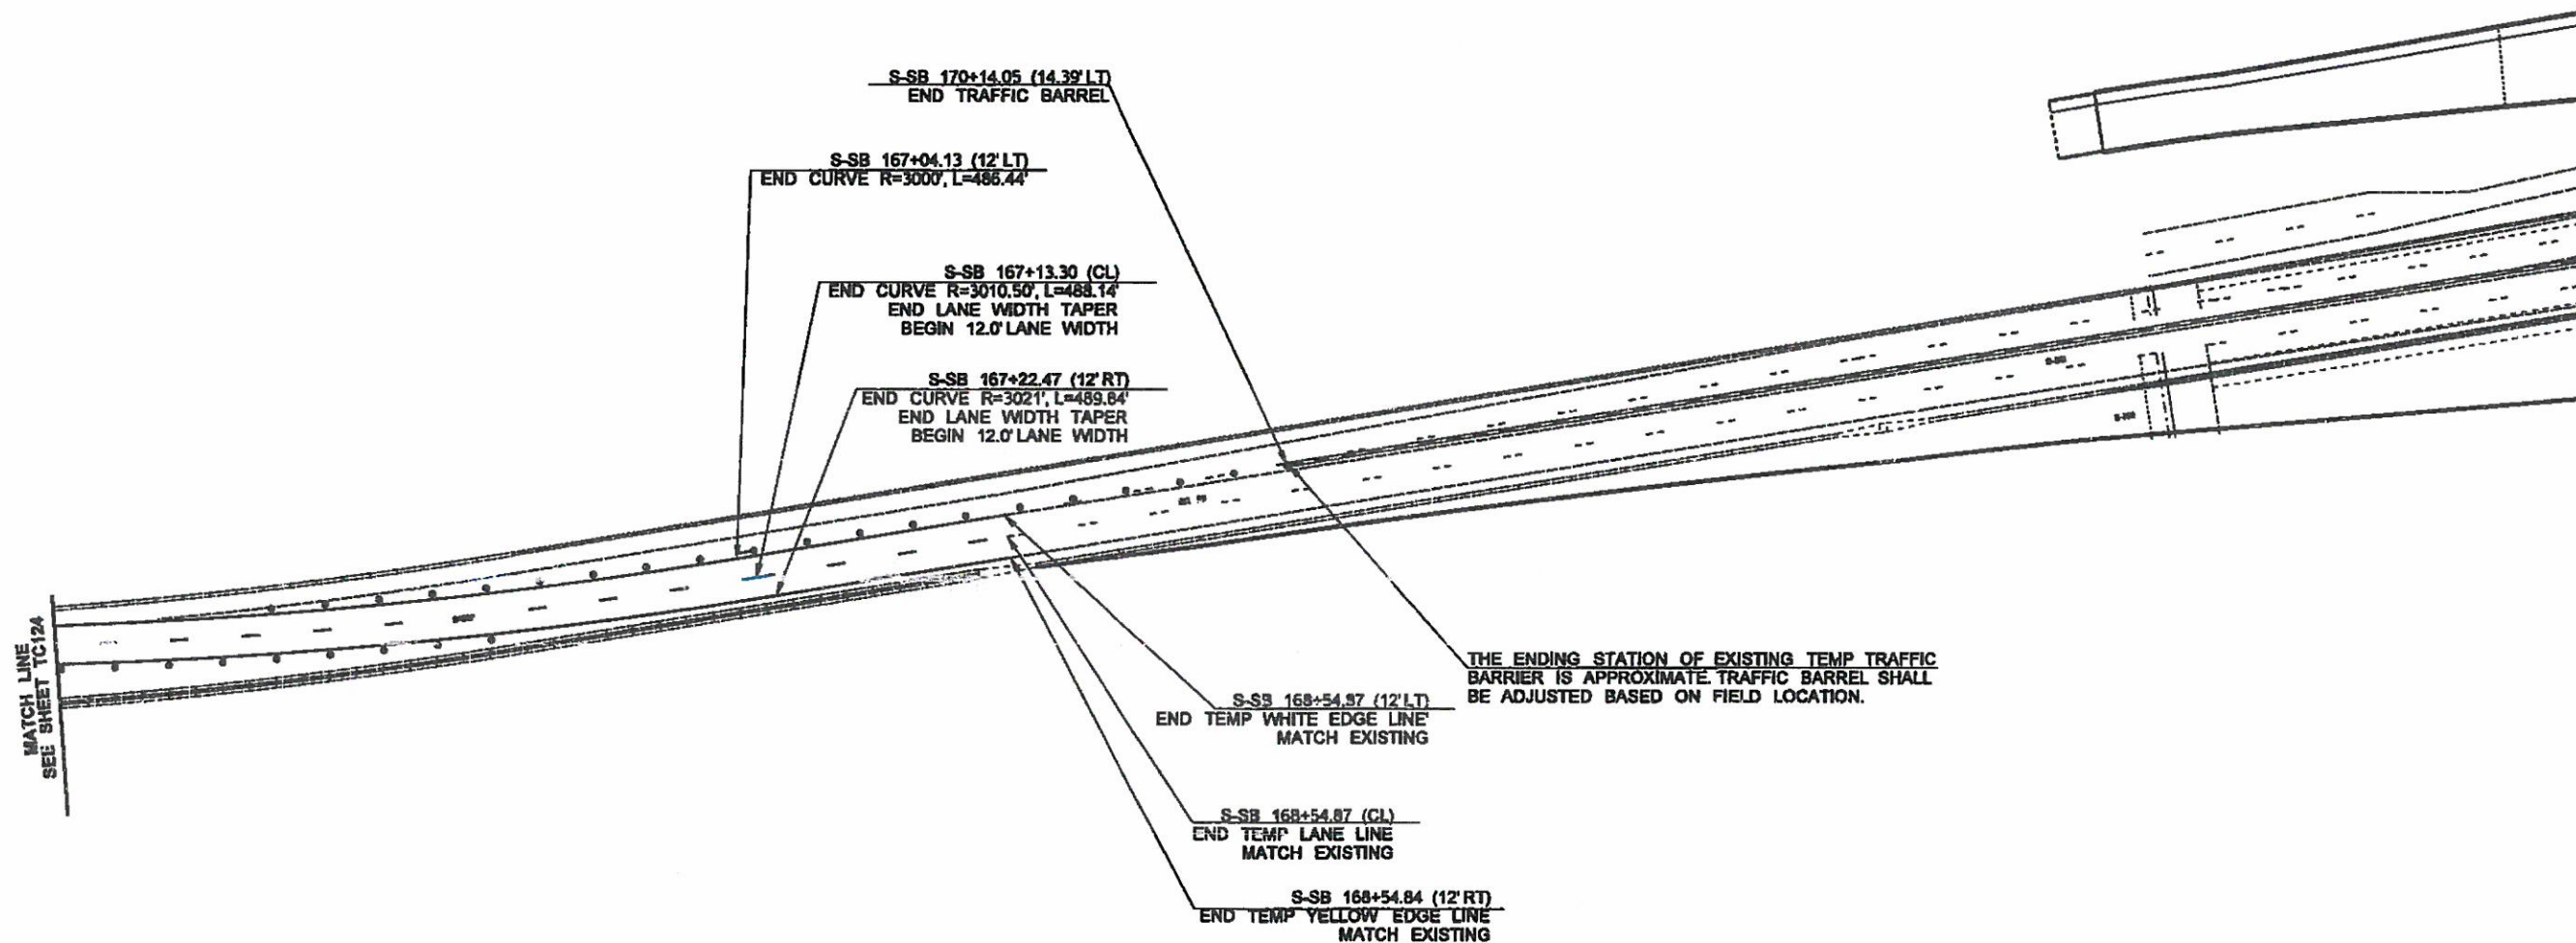 S-SB 170+14.05 (14.39' LT)
END TRAFFIC BARREL
S-SB 167+04.13 (12' LT)
END CURVE R=3000', L=486.44'
S-SB 167+13.30 (CL)
END CURVE R=3010.50', L=488.14'
END LANE WIDTH TAPER
BEGIN 12.0' LANE WIDTH
S-SB 167+22.47 (12' RT)
END CURVE R=3021', L=489.84'
END LANE WIDTH TAPER
BEGIN 12.0' LANE WIDTH
MATCH LINE
SEE SHEET TC124
THE ENDING STATION OF EXISTING TEMP TRAFFIC
BARRIER IS APPROXIMATE. TRAFFIC BARREL SHALL
BE ADJUSTED BASED ON FIELD LOCATION.
S-SB 168+54.87 (12' LT)
END TEMP WHITE EDGE LINE
MATCH EXISTING
S-SB 168+54.87 (CL)
END TEMP LANE LINE
MATCH EXISTING
S-SB 168+54.84 (12' RT)
END TEMP YELLOW EDGE LINE
MATCH EXISTING